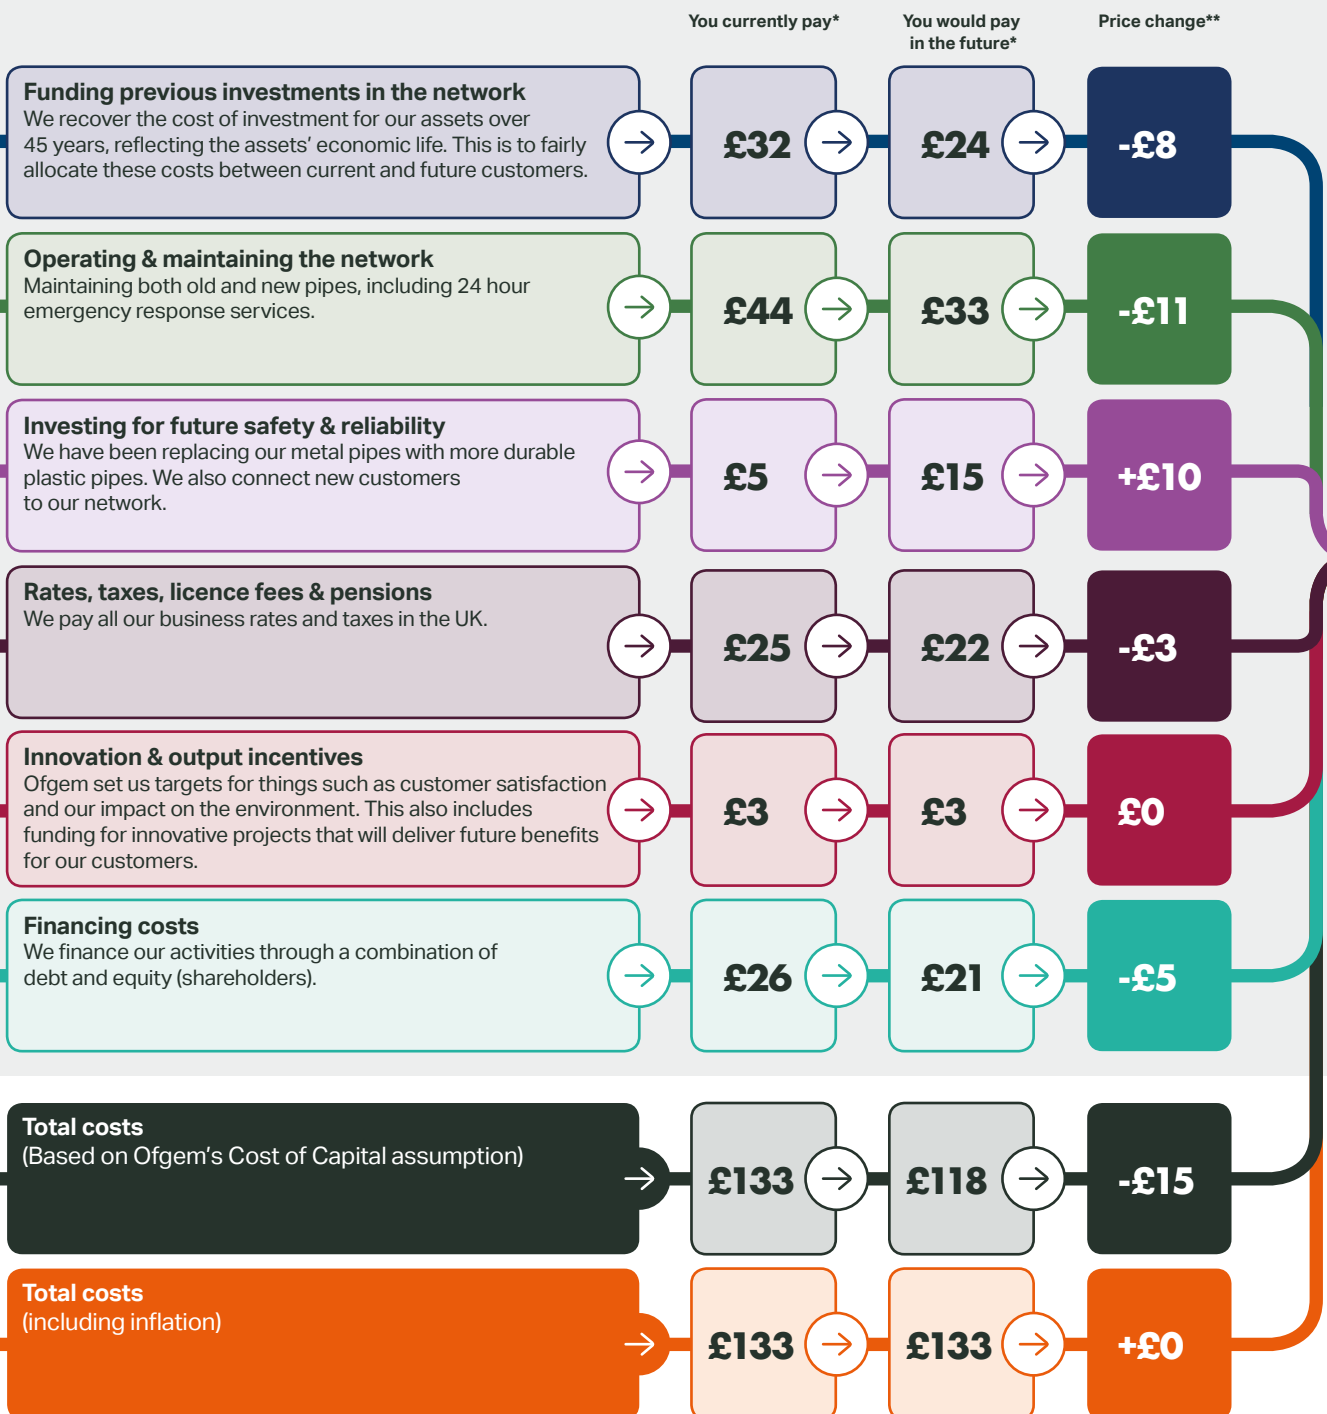 You currently pay*
You would pay
in the future*
Price change**
Funding previous investments in the network
We recover the cost of investment for our assets over
45 years, reflecting the assets' economic life. This is to fairly
allocate these costs between current and future customers.
£32
£24
-£8
Operating & maintaining the network
Maintaining both old and new pipes, including 24 hour
emergency response services.
£44
£33
-£11
Investing for future safety & reliability
We have been replacing our metal pipes with more durable
plastic pipes. We also connect new customers
to our network.
£5
£15
+£10
Rates, taxes, licence fees & pensions
We pay all our business rates and taxes in the UK.
£25
£22
-£3
Innovation & output incentives
Ofgem set us targets for things such as customer satisfaction
and our impact on the environment. This also includes
funding for innovative projects that will deliver future benefits
for our customers.
£3
£3
£0
Financing costs
We finance our activities through a combination of
debt and equity (shareholders).
£26
£21
-£5
Total costs
(Based on Ofgem's Cost of Capital assumption)
£133
£118
-£15
Total costs
(including inflation)
£133
£133
+£0